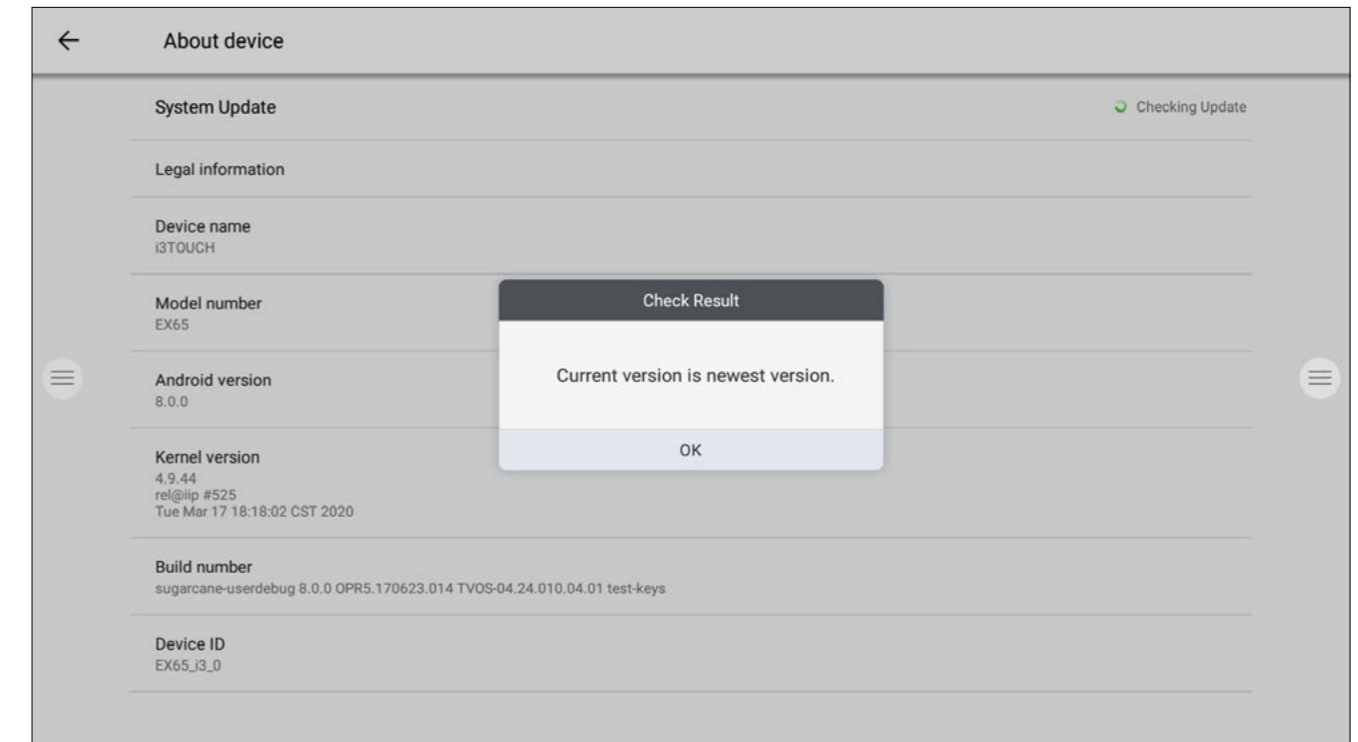 About device
System Update
Checking Update
Legal information
Device name
i3TOUCH
Model number
EX65
Android version
8.0.0
Kernel version
4.9.44
rel@iip #525
Tue Mar 17 18:18:02 CST 2020
Build number
sugarcane-userdebug 8.0.0 OPR5.170623.014 TVOS-04.24.010.04.01 test-keys
Device ID
EX65_i3_0
Check Result
Current version is newest version.
OK